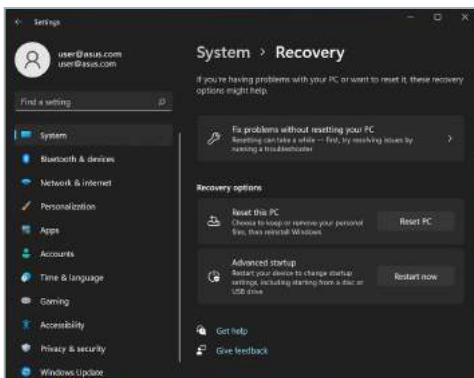 Settings
user@asus.com
user@asus.com
Find a setting
System
Bluetooth & devices
Network & internet
Personalization
Apps
Accounts
Time & language
Gaming
Accessibility
Privacy & security
Windows Update
System > Recovery
If you're having problems with your PC or want to reset it, these recovery
options might help.
Fix problems without resetting your PC
Resetting can take a while — first, try resolving issues by
running a troubleshooter
Recovery options
Reset this PC
Choose to keep or remove your personal
files, then reinstall Windows
Reset PC
Advanced startup
Restart your device to change startup
settings, including starting from a disc or
USB drive
Restart now
Get help
Give feedback